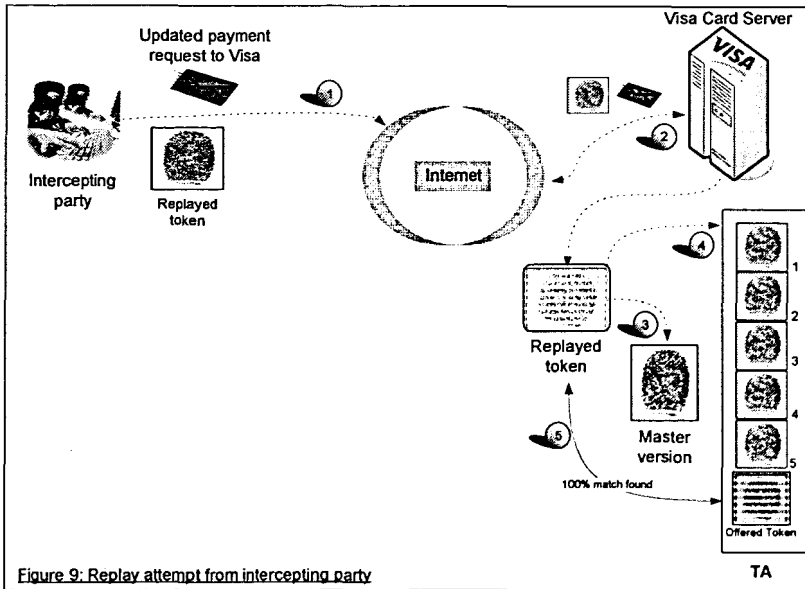 Visa Card Server
VISA
Updated payment
request to Visa
1
2
Intercepting
party
Replayed
token
Internet
4
3
Replayed
token
Master
version
5
100% match found
1
2
3
4
5
Offered Token
TA
Figure 9: Replay attempt from intercepting party